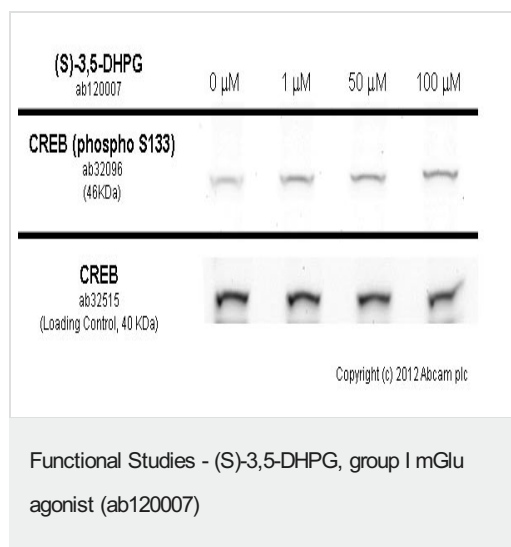 (S)-3,5-DHPG
ab120007
0 µM 1 µM 50 µM 100 µM
CREB (phospho S133)
ab32096
(46KDa)
CREB
ab32515
(Loading Control, 40 KDa)
Copyright (c) 2012 Abcam plc
Functional Studies - (S)-3,5-DHPG, group I mGlu
agonist (ab120007)